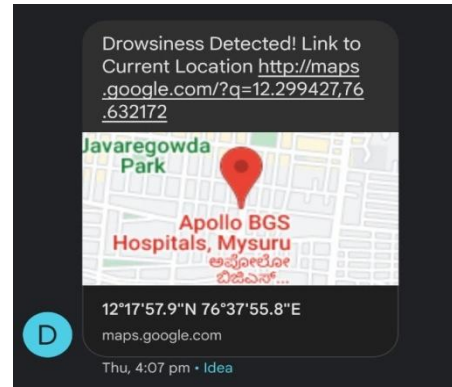 Drowsiness Detected! Link to
Current Location http://maps
.google.com/?q=12.299427,76
.632172
Javaregowda
Park
Apollo BGS
Hospitals, Mysuru
ಅಪೋಲೋ
ಬಿಜಿಎಸ್...
12°17'57.9"N 76°37'55.8"E
maps.google.com
D
Thu, 4:07 pm • Idea